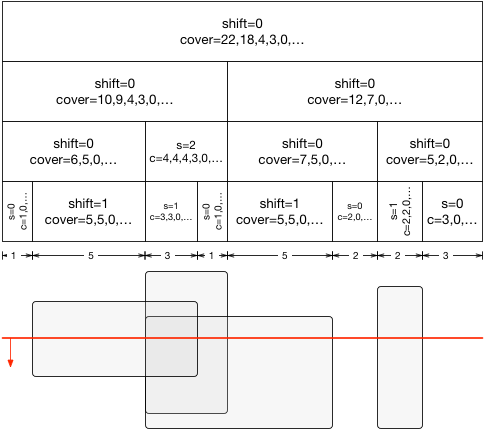 shift=0
cover=22,18,4,3,0,…
shift=0
cover=10,9,4,3,0,…
shift=0
cover=12,7,0,…
shift=0
cover=6,5,0,…
s=2
c=4,4,4,3,0,…
shift=0
cover=7,5,0,…
shift=0
cover=5,2,0,…
s=0
c=1,0,…
shift=1
cover=5,5,0,…
s=1
c=3,3,0,…
s=0
c=1,0,…
shift=1
cover=5,5,0,…
s=0
c=2,0,…
s=1
c=2,2,0,…
s=0
c=3,0,…
1 5 3 1 5 2 2 3